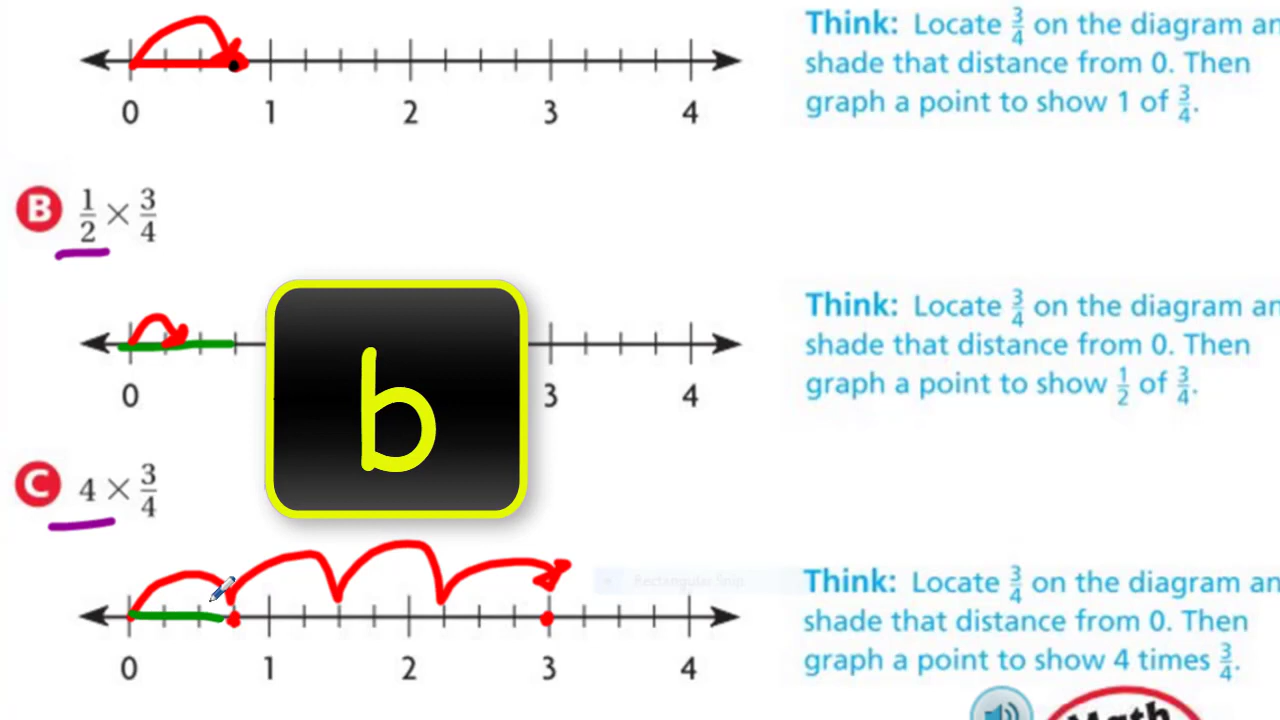 Think: Locate 3/4 on the diagram an
shade that distance from 0. Then
graph a point to show 1 of 3/4.
0 1 2 3 4
B 1/2 × 3/4
Think: Locate 3/4 on the diagram an
shade that distance from 0. Then
graph a point to show 1/2 of 3/4.
0 3 4
b
C 4 × 3/4
Rectangular Snip
Think: Locate 3/4 on the diagram an
shade that distance from 0. Then
graph a point to show 4 times 3/4.
0 1 2 3 4
Math